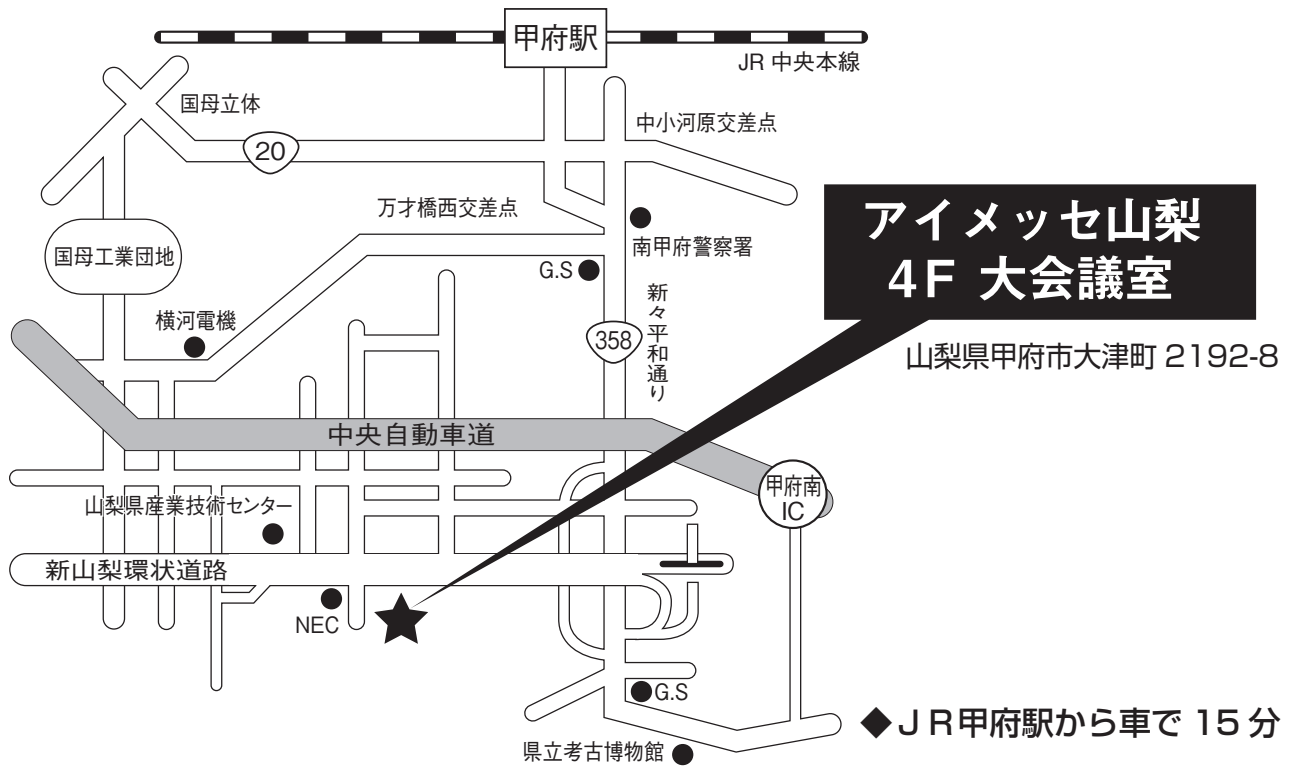 甲府駅
JR 中央本線
国母立体
20
中小河原交差点
万才橋西交差点
アイメッセ山梨
4F 大会議室
南甲府警察署
国母工業団地
G.S
新々平和通り
横河電機
358
山梨県甲府市大津町 2192-8
中央自動車道
甲府南
IC
山梨県産業技術センター
新山梨環状道路
NEC
G.S
◆ＪＲ甲府駅から車で 15 分
県立考古博物館